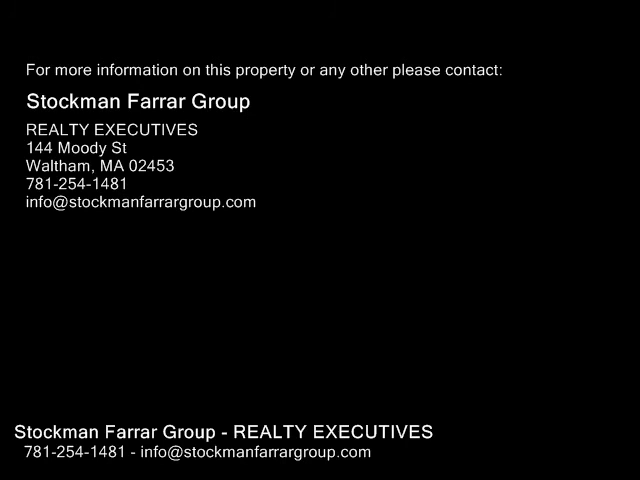 For more information on this property or any other please contact:
Stockman Farrar Group
REALTY EXECUTIVES
144 Moody St
Waltham, MA 02453
781-254-1481
info@stockmanfarrargroup.com
Stockman Farrar Group - REALTY EXECUTIVES
781-254-1481 - info@stockmanfarrargroup.com